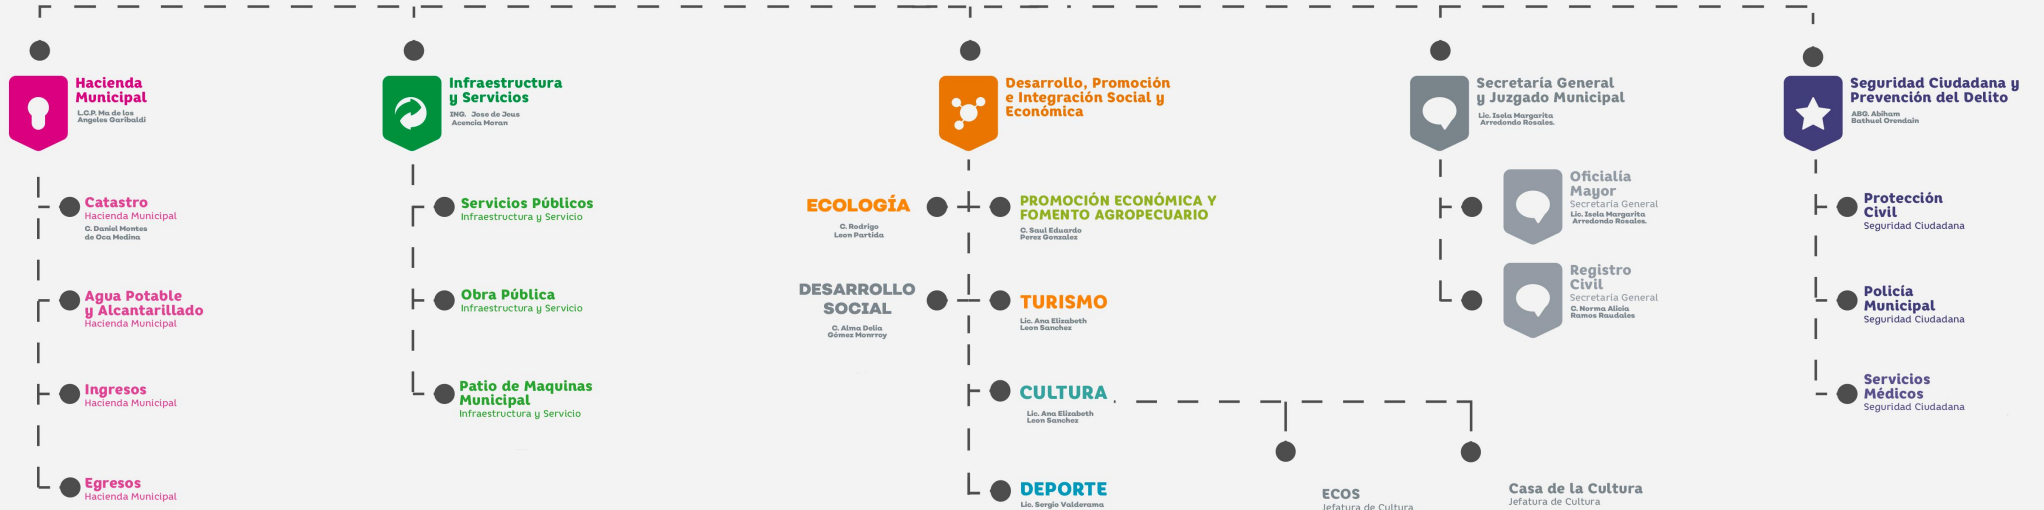 Hacienda
Municipal
L.C.P. Ma de los
Angeles Garibaldi
Catastro
Hacienda Municipal
C. Daniel Montes
de Oca Medina
Agua Potable
y Alcantarillado
Hacienda Municipal
Ingresos
Hacienda Municipal
Egresos
Hacienda Municipal
Infraestructura
y Servicios
ING. Jose de Jeus
Acencia Moran
Servicios Públicos
Infraestructura y Servicio
Obra Pública
Infraestructura y Servicio
Patio de Maquinas
Municipal
Infraestructura y Servicio
Desarrollo, Promoción
e Integración Social y
Económica
ECOLOGÍA
C. Rodrigo
Leon Partida
PROMOCIÓN ECONÓMICA Y
FOMENTO AGROPECUARIO
C. Saul Eduardo
Perez Gonzalez
DESARROLLO
SOCIAL
C. Alma Delia
Gómez Monrroy
TURISMO
Lic. Ana Elizabeth
Leon Sanchez
CULTURA
Lic. Ana Elizabeth
Leon Sanchez
DEPORTE
Lic. Sergio Valderama
ECOS
Jefatura de Cultura
Casa de la Cultura
Jefatura de Cultura
Secretaría General
y Juzgado Municipal
Lic. Isela Margarita
Arredondo Rosales.
Oficialía
Mayor
Secretaria General
Lic. Isela Margarita
Arredondo Rosales.
Registro
Civil
Secretaria General
C. Norma Alicia
Ramos Raudales
Seguridad Ciudadana y
Prevención del Delito
ABG. Abiham
Bathuel Orendain
Protección
Civil
Seguridad Ciudadana
Policía
Municipal
Seguridad Ciudadana
Servicios
Médicos
Seguridad Ciudadana